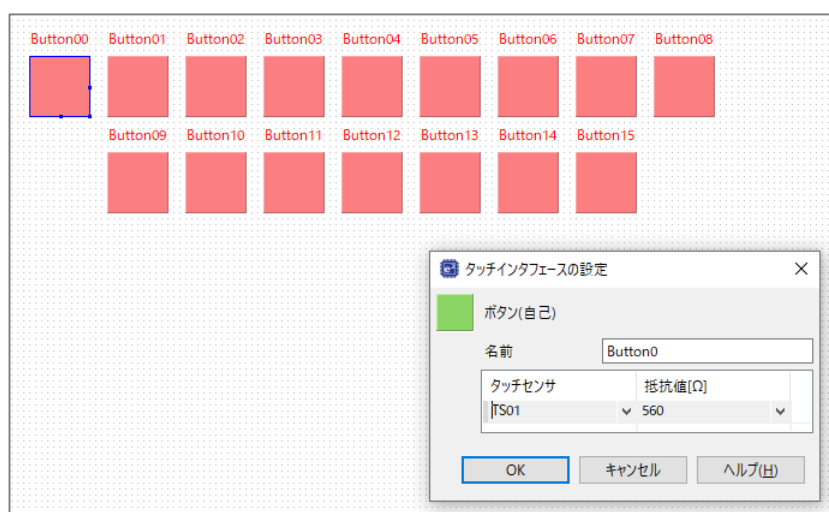 Button00 Button01 Button02 Button03 Button04 Button05 Button06 Button07 Button08
Button09 Button10 Button11 Button12 Button13 Button14 Button15
タッチインタフェースの設定
ボタン(自己)
名前 Button0
タッチセンサ 抵抗値[Ω]
TS01 560
OK キャンセル ヘルプ(H)